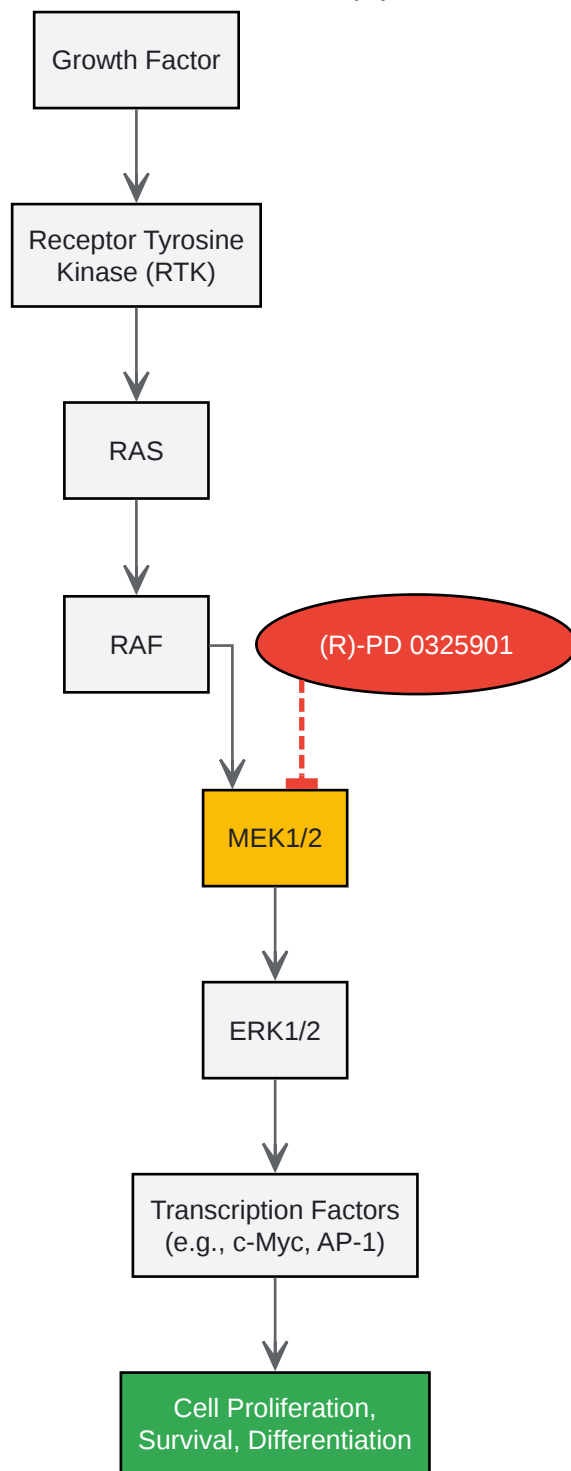 Growth Factor
Receptor Tyrosine
Kinase (RTK)
RAS
RAF
(R)-PD 0325901
MEK1/2
ERK1/2
Transcription Factors
(e.g., c-Myc, AP-1)
Cell Proliferation,
Survival, Differentiation